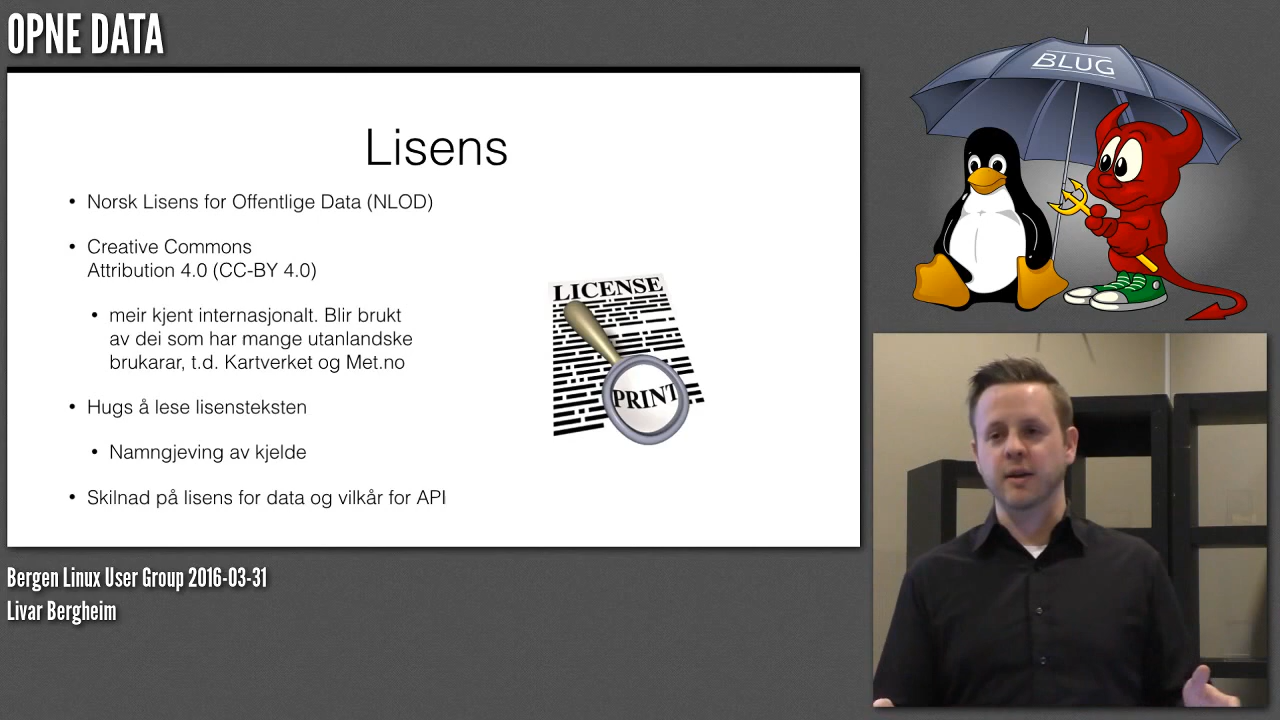 OPNE DATA
BLUG
Lisens
• Norsk Lisens for Offentlige Data (NLOD)
• Creative Commons
Attribution 4.0 (CC-BY 4.0)
• meir kjent internasjonalt. Blir brukt
av dei som har mange utanlandske
brukarar, t.d. Kartverket og Met.no
• Hugs å lese lisensteksten
• Namngjeving av kjelde
• Skilnad på lisens for data og vilkår for API
LICENSE
PRINT
Bergen Linux User Group 2016-03-31
Livar Bergheim